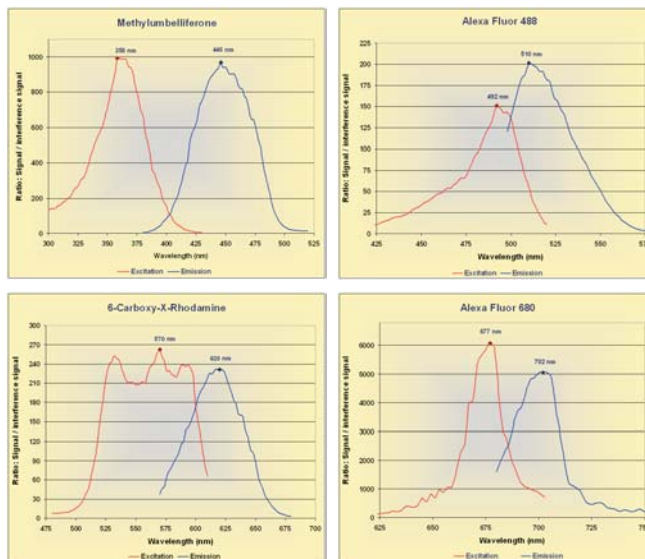 Methylumbelliferone
358 nm
Ratio: Signal / interference signal
1000
800
600
400
200
0
300 325 350 375 400 425 450 475 500 525
Wavelength (nm)
Excitation Emission
Alexa Fluor 488
510 nm
492 nm
Ratio: Signal / interference signal
225
200
175
150
125
100
75
50
25
0
425 450 475 500 525 550
Wavelength (nm)
Excitation Emission
6-Carboxy-X-Rhodamine
570 nm
620 nm
Ratio: Signal / interference signal
300
270
240
210
180
150
120
90
60
30
0
475 500 525 550 575 600 625 650 675 700
Wavelength (nm)
Excitation Emission
Alexa Fluor 680
677 nm
702 nm
Ratio: Signal / interference signal
6000
5000
4000
3000
2000
1000
0
625 650 675 700 725
Wavelength (nm)
Excitation Emission